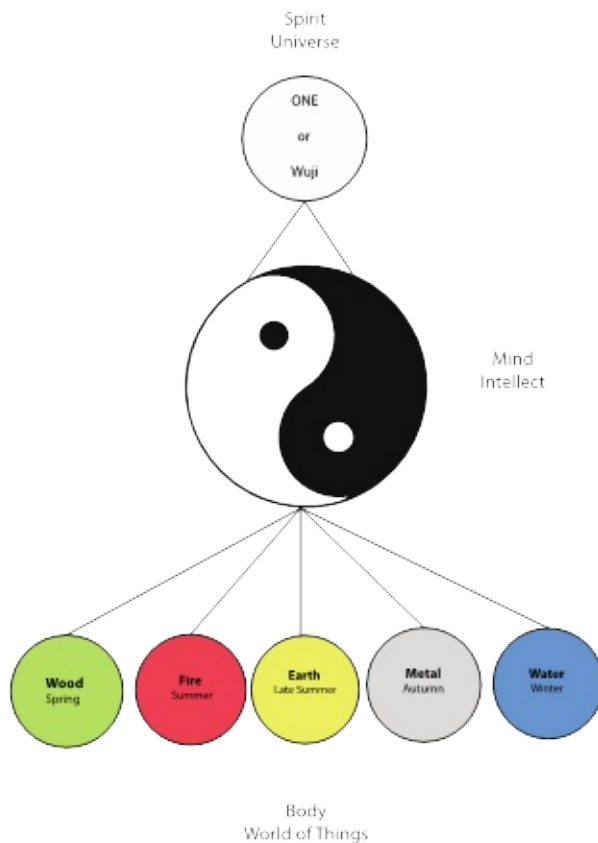 Spirit
Universe
ONE
or
Wuji
Mind
Intellect
Wood
Spring
Fire
Summer
Earth
Late Summer
Metal
Autumn
Water
Winter
Body
World of Things